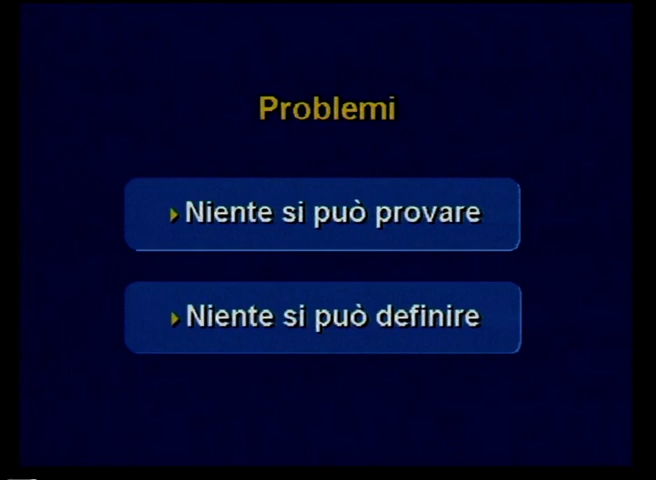 Problemi
Niente si può provare
Niente si può definire